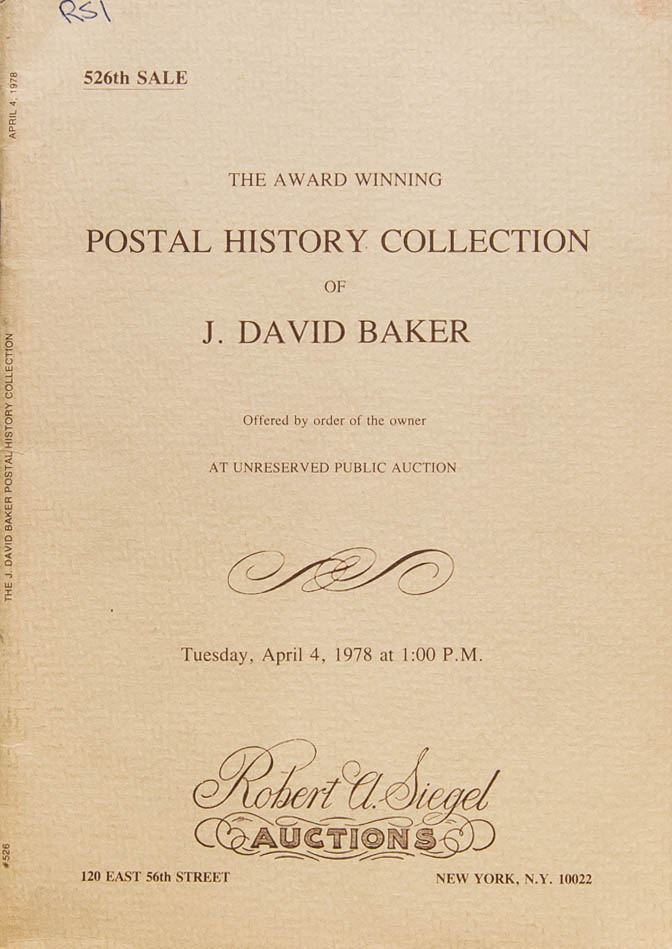 RS1
526th SALE
THE AWARD WINNING
POSTAL HISTORY COLLECTION
OF
J. DAVID BAKER
Offered by order of the owner
AT UNRESERVED PUBLIC AUCTION
Tuesday, April 4, 1978 at 1:00 P.M.
Robert A. Siegel
AUCTIONS
120 EAST 56th STREET NEW YORK, N.Y. 10022
APRIL 4, 1978
THE J. DAVID BAKER POSTAL HISTORY COLLECTION
#526